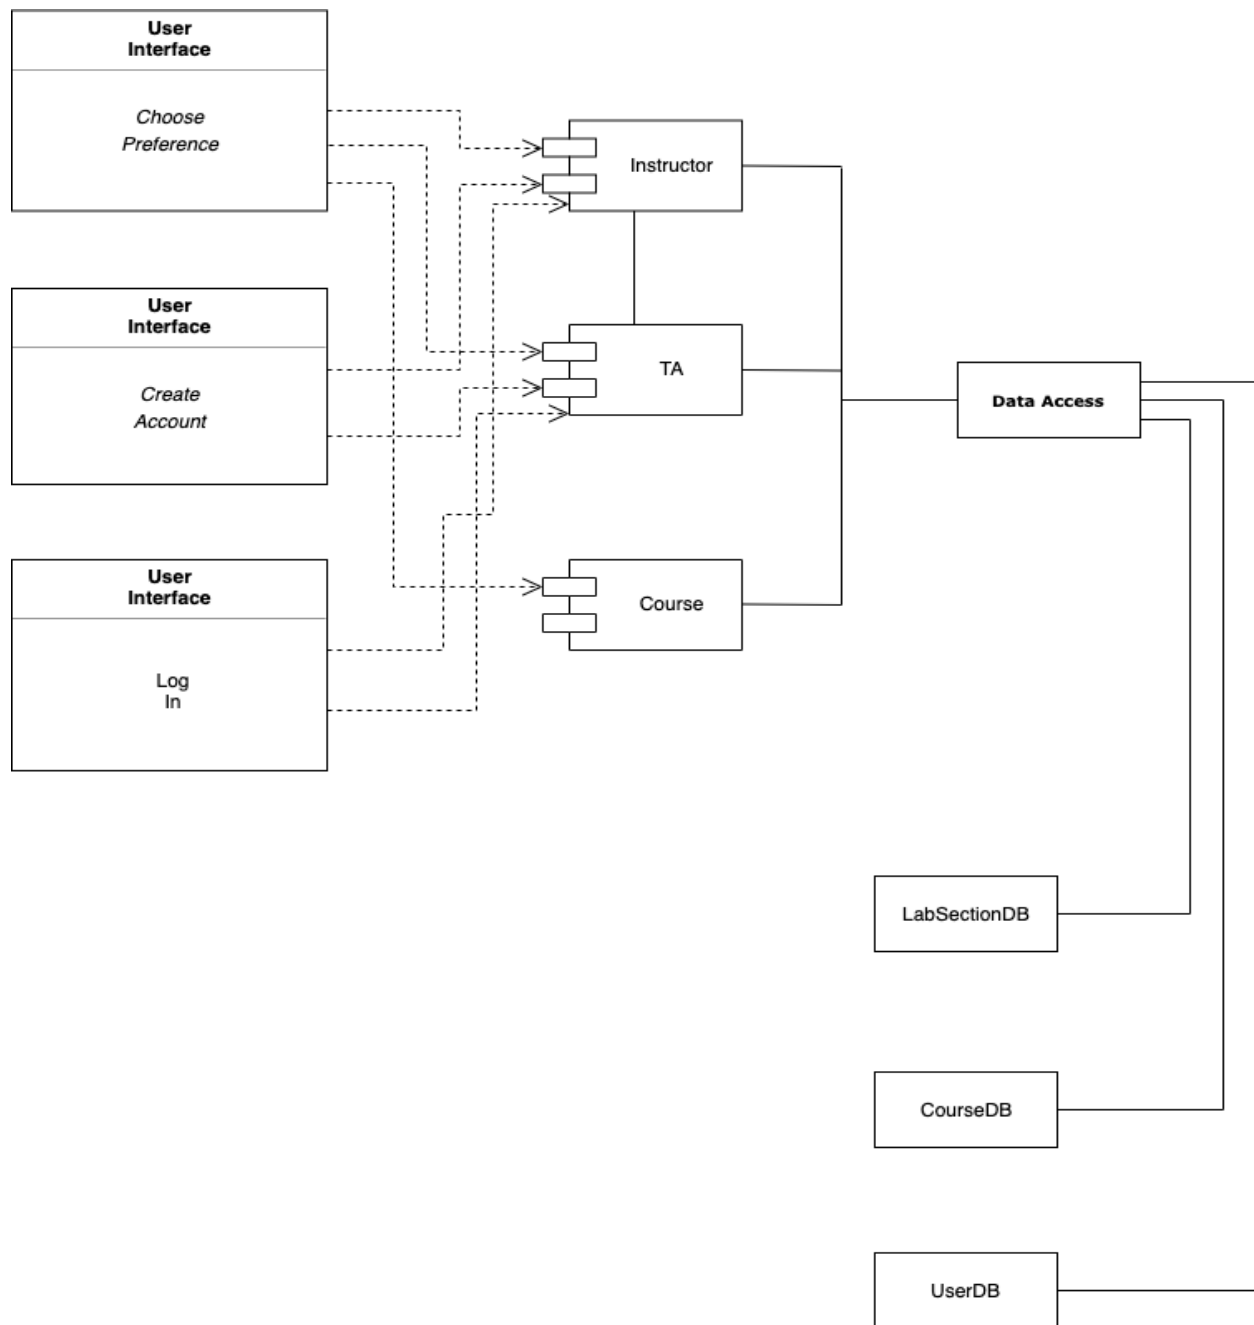 User
Interface
Choose
Preference
Instructor
User
Interface
Create
Account
TA
Data Access
User
Interface
Log
In
Course
LabSectionDB
CourseDB
UserDB